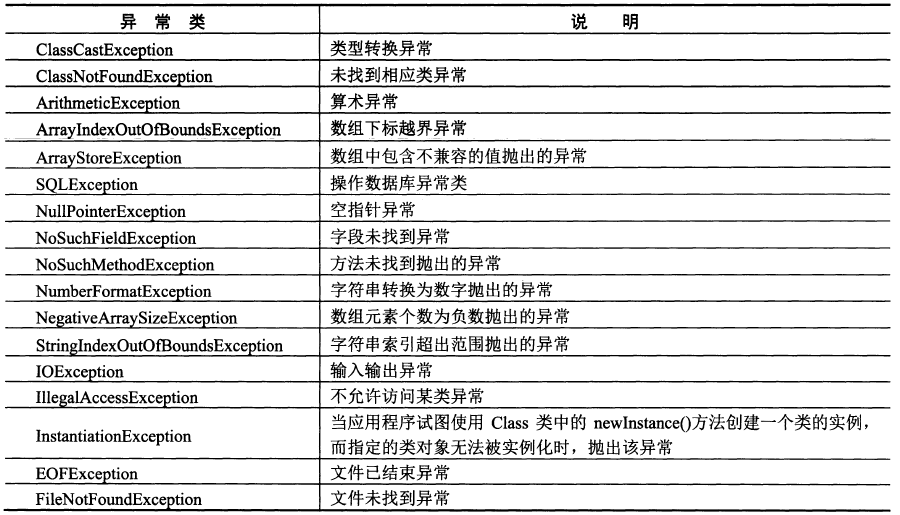 异 常 类 说 明
ClassCastException 类型转换异常
ClassNotFoundException 未找到相应类异常
ArithmeticException 算术异常
ArrayIndexOutOfBoundsException 数组下标越界异常
ArrayStoreException 数组中包含不兼容的值抛出的异常
SQLException 操作数据库异常类
NullPointerException 空指针异常
NoSuchFieldException 字段未找到异常
NoSuchMethodException 方法未找到抛出的异常
NumberFormatException 字符串转换为数字抛出的异常
NegativeArraySizeException 数组元素个数为负数抛出的异常
StringIndexOutOfBoundsException 字符串索引超出范围抛出的异常
IOException 输入输出异常
IllegalAccessException 不允许访问某类异常
InstantiationException 当应用程序试图使用 Class 类中的 newInstance()方法创建一个类的实例,
而指定的类对象无法被实例化时，抛出该异常
EOFException 文件已结束异常
FileNotFoundException 文件未找到异常